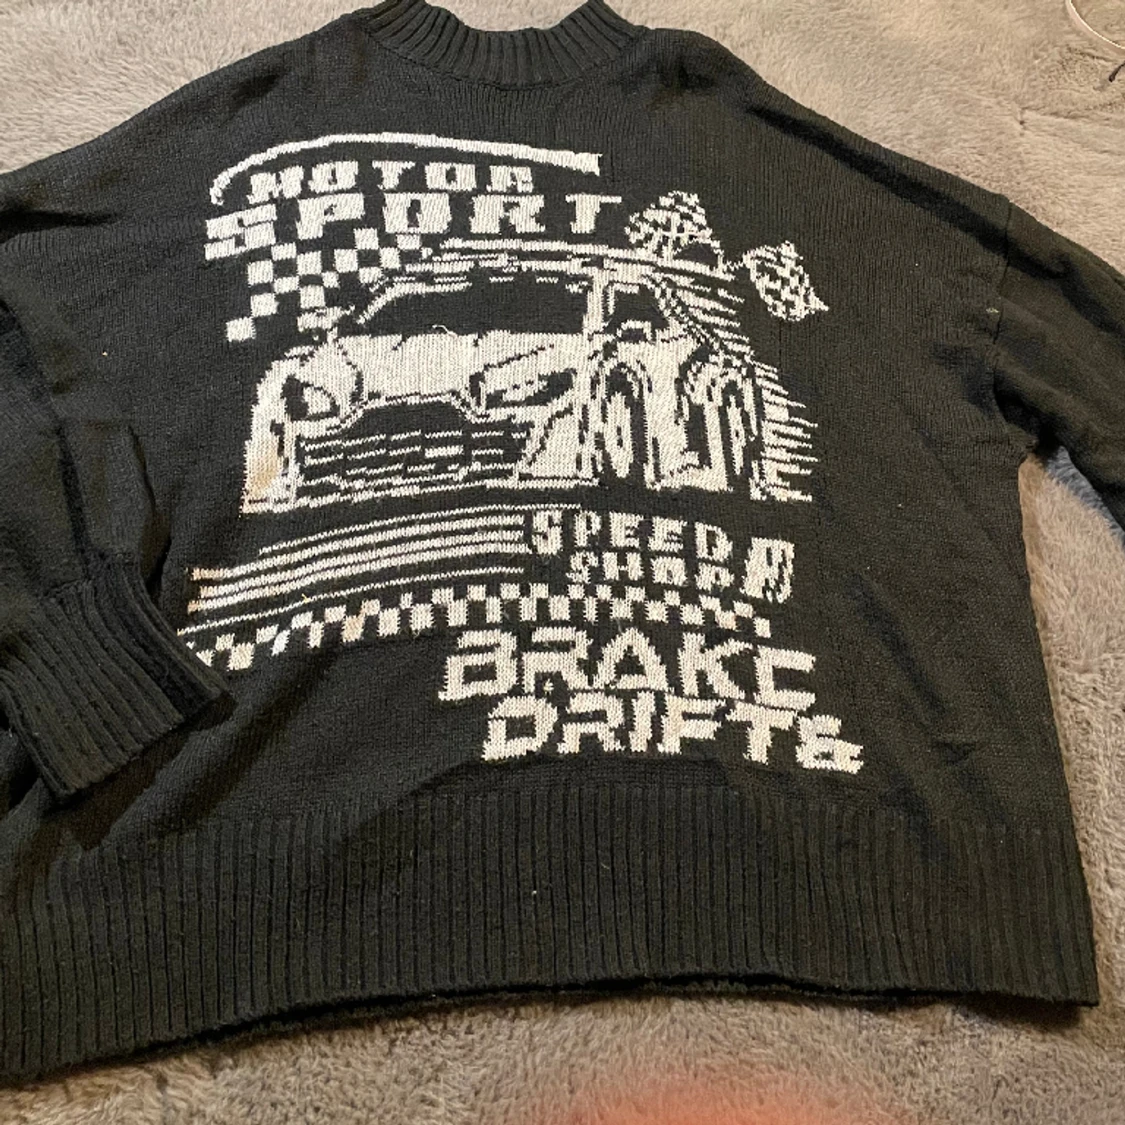 MOTOR
SPORT
SPEED
SHOP
BRAKE
DRIFT&